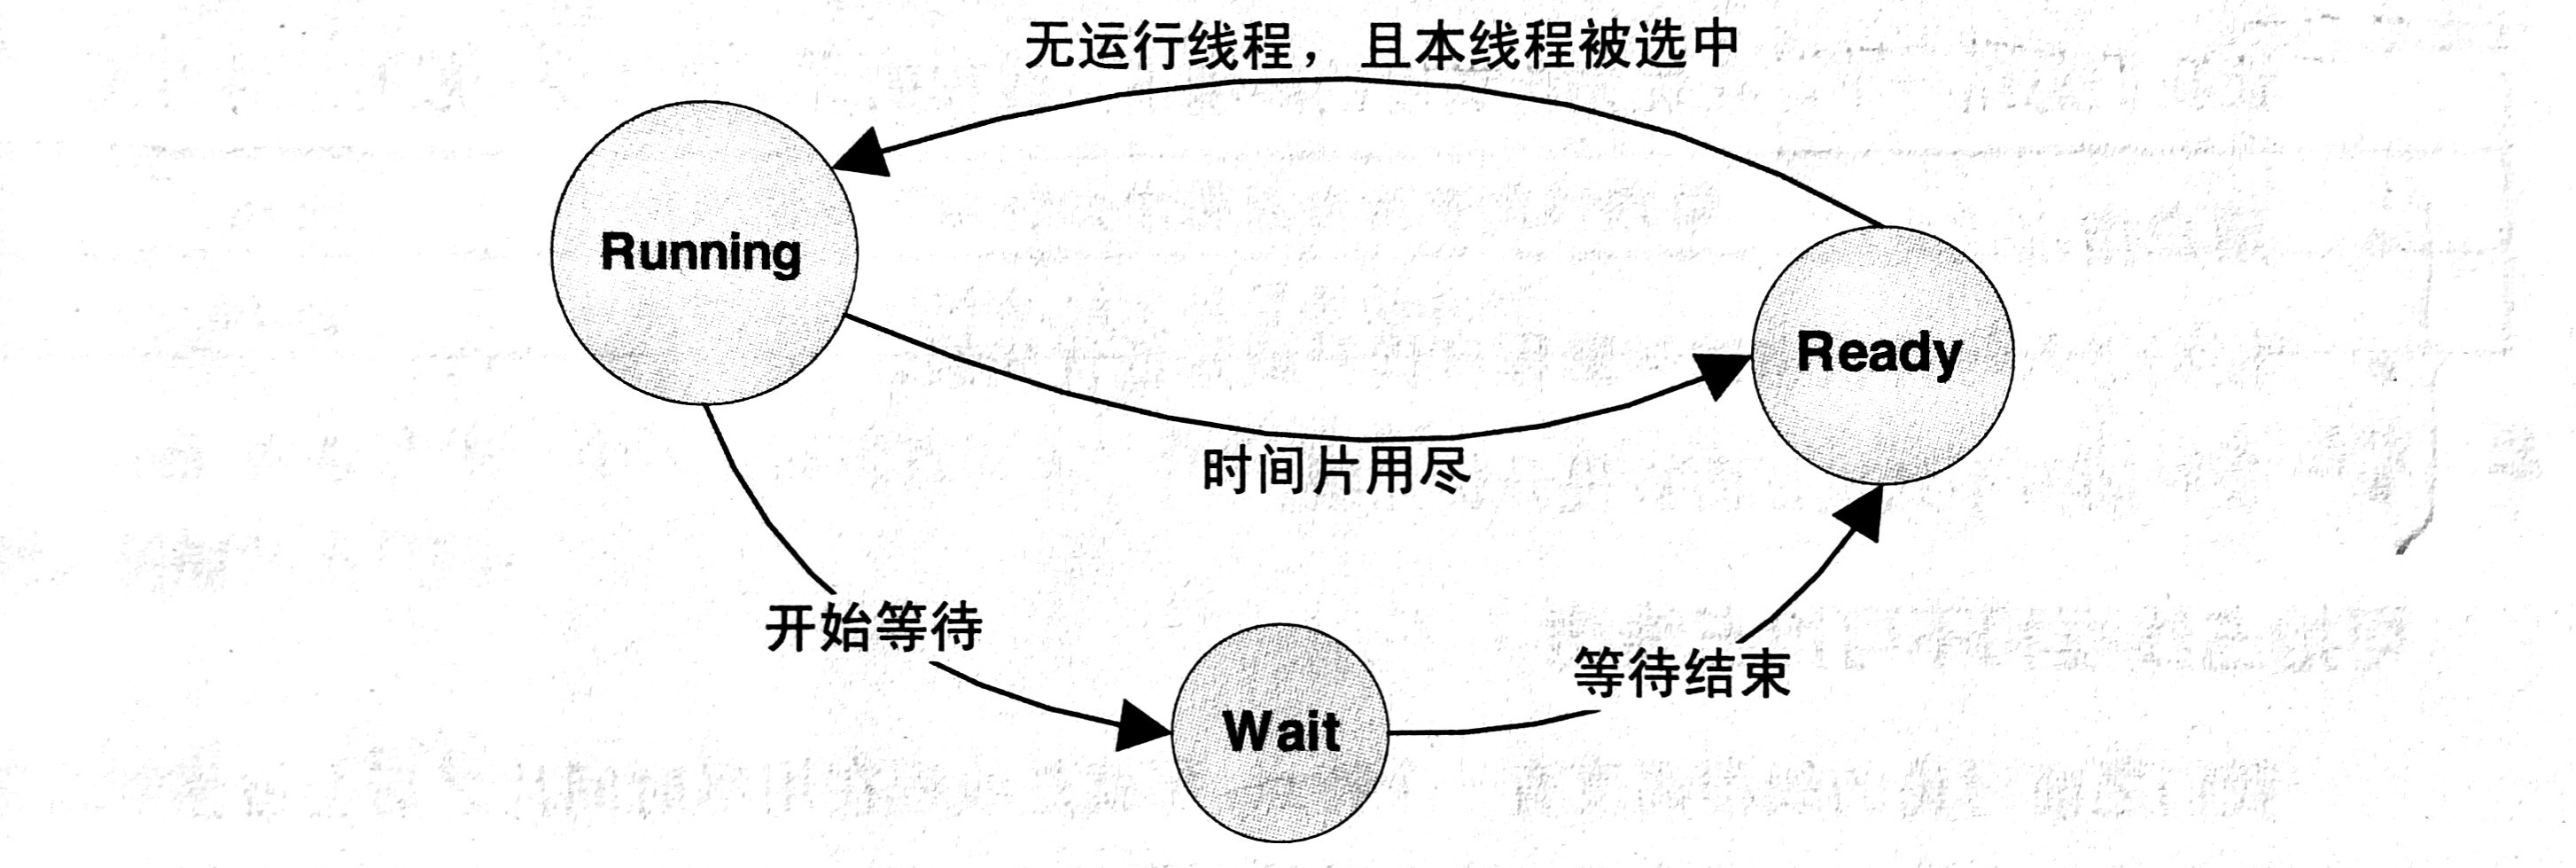 无运行线程，且本线程被选中
Running
Ready
时间片用尽
开始等待
等待结束
Wait